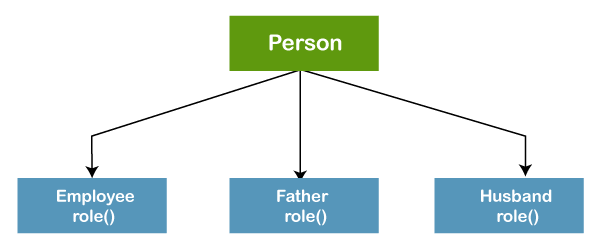 Person
Employee
role()
Father
role()
Husband
role()